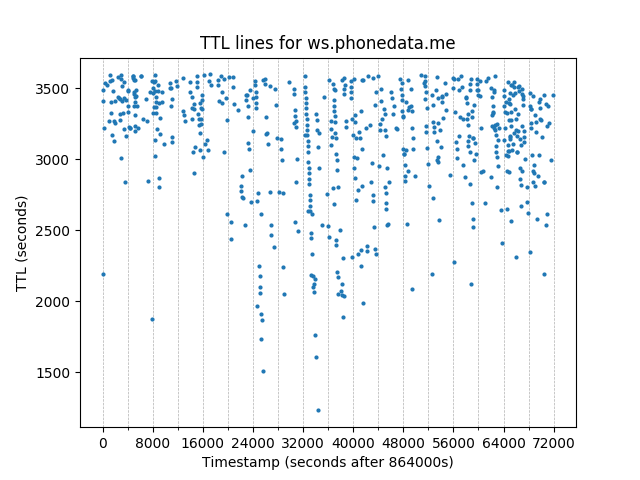 TTL lines for ws.phonedata.me
TTL (seconds)
3500
3000
2500
2000
1500
0 8000 16000 24000 32000 40000 48000 56000 64000 72000
Timestamp (seconds after 864000s)